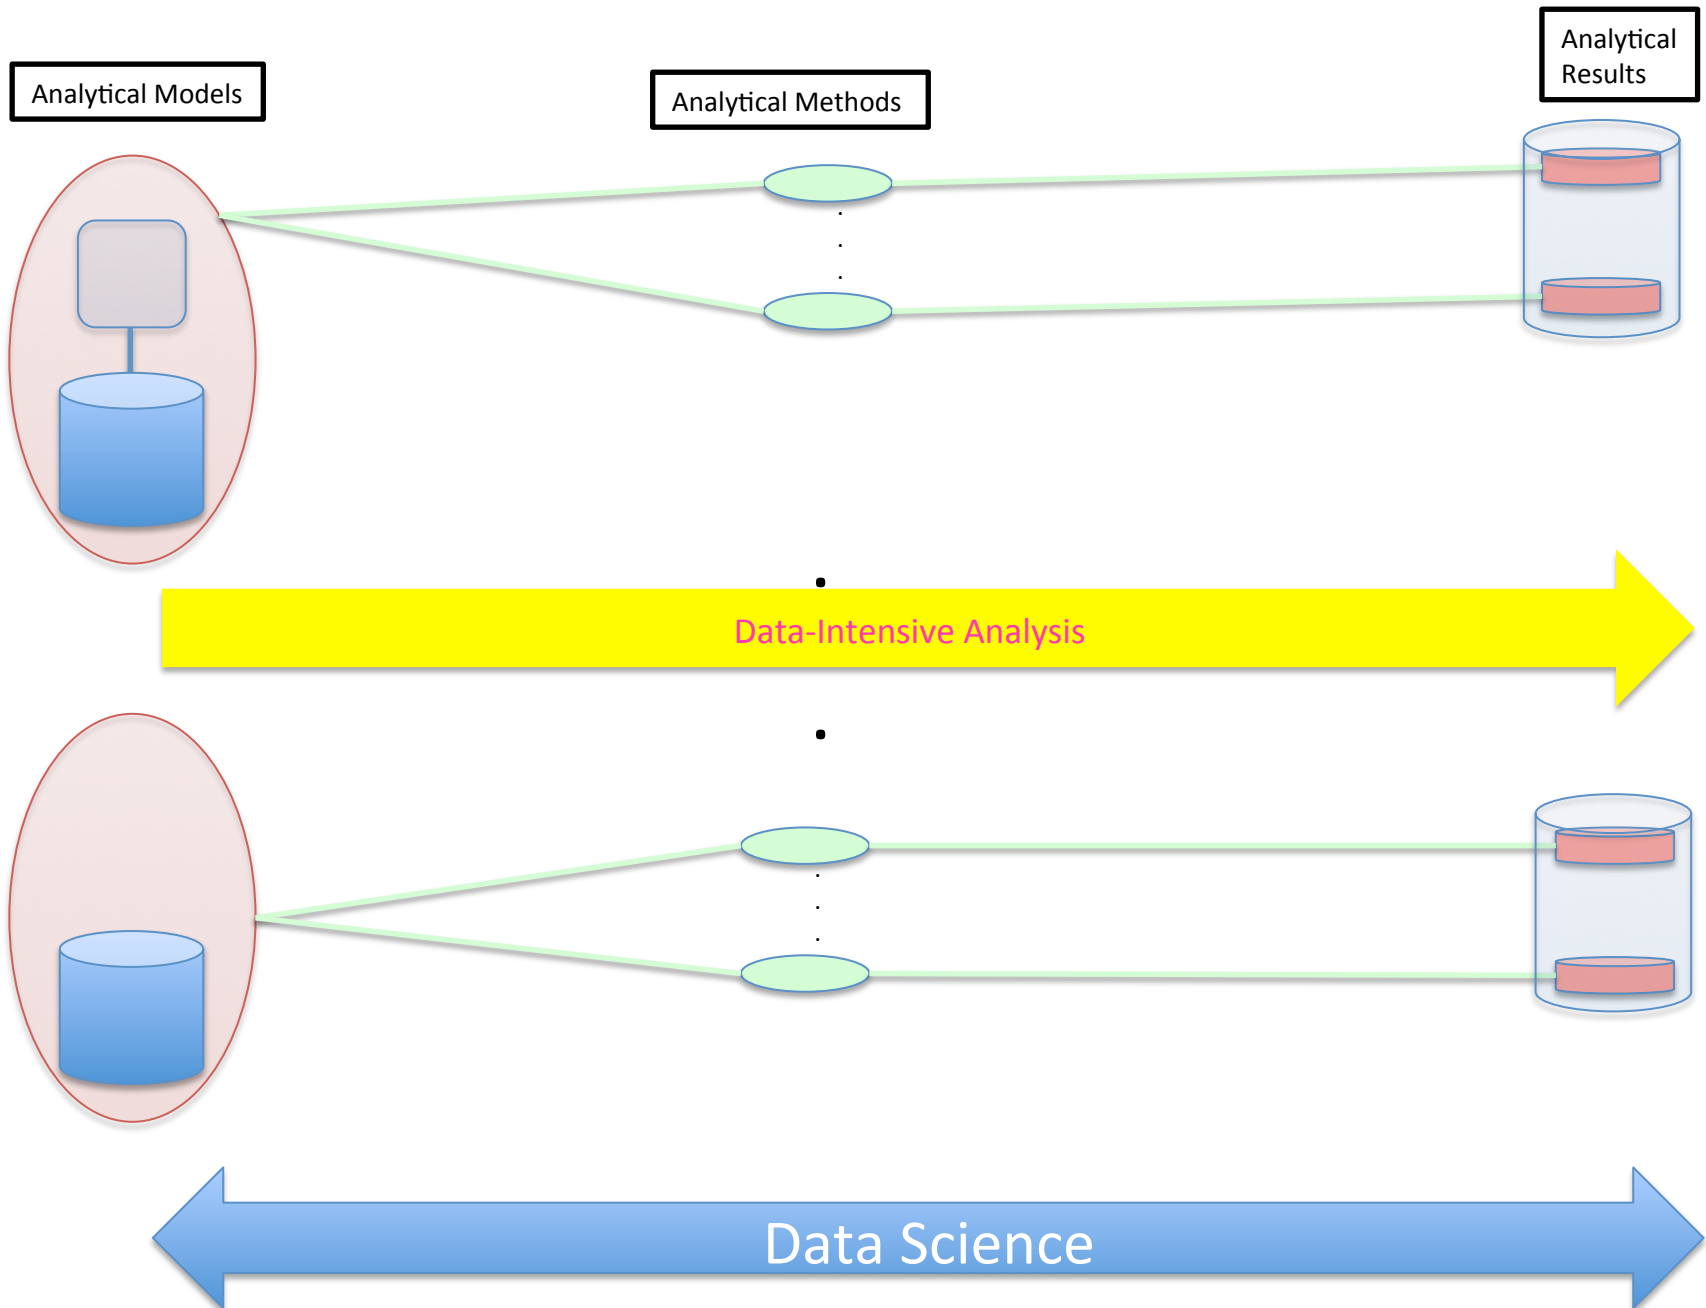 Analytical Models
Analytical Methods
Analytical
Results
Data-Intensive Analysis
Data Science